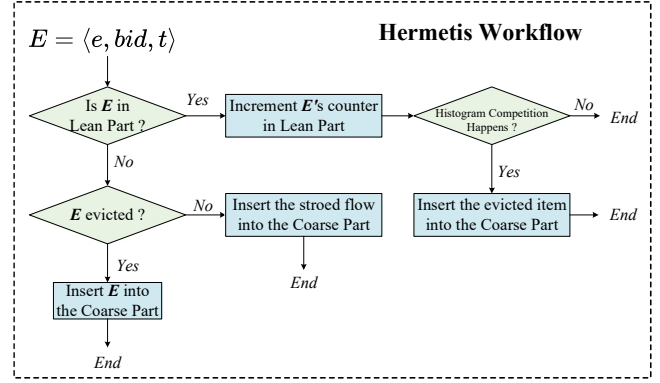 Hermetis Workflow
E = ⟨e, bid, t⟩
Is E in
Lean Part ?
Yes
Increment E's counter
in Lean Part
Histogram Competition
Happens ?
No
End
No
Yes
E evicted ?
No
Insert the stroed flow
into the Coarse Part
Insert the evicted item
into the Coarse Part
End
Yes
End
Insert E into
the Coarse Part
End